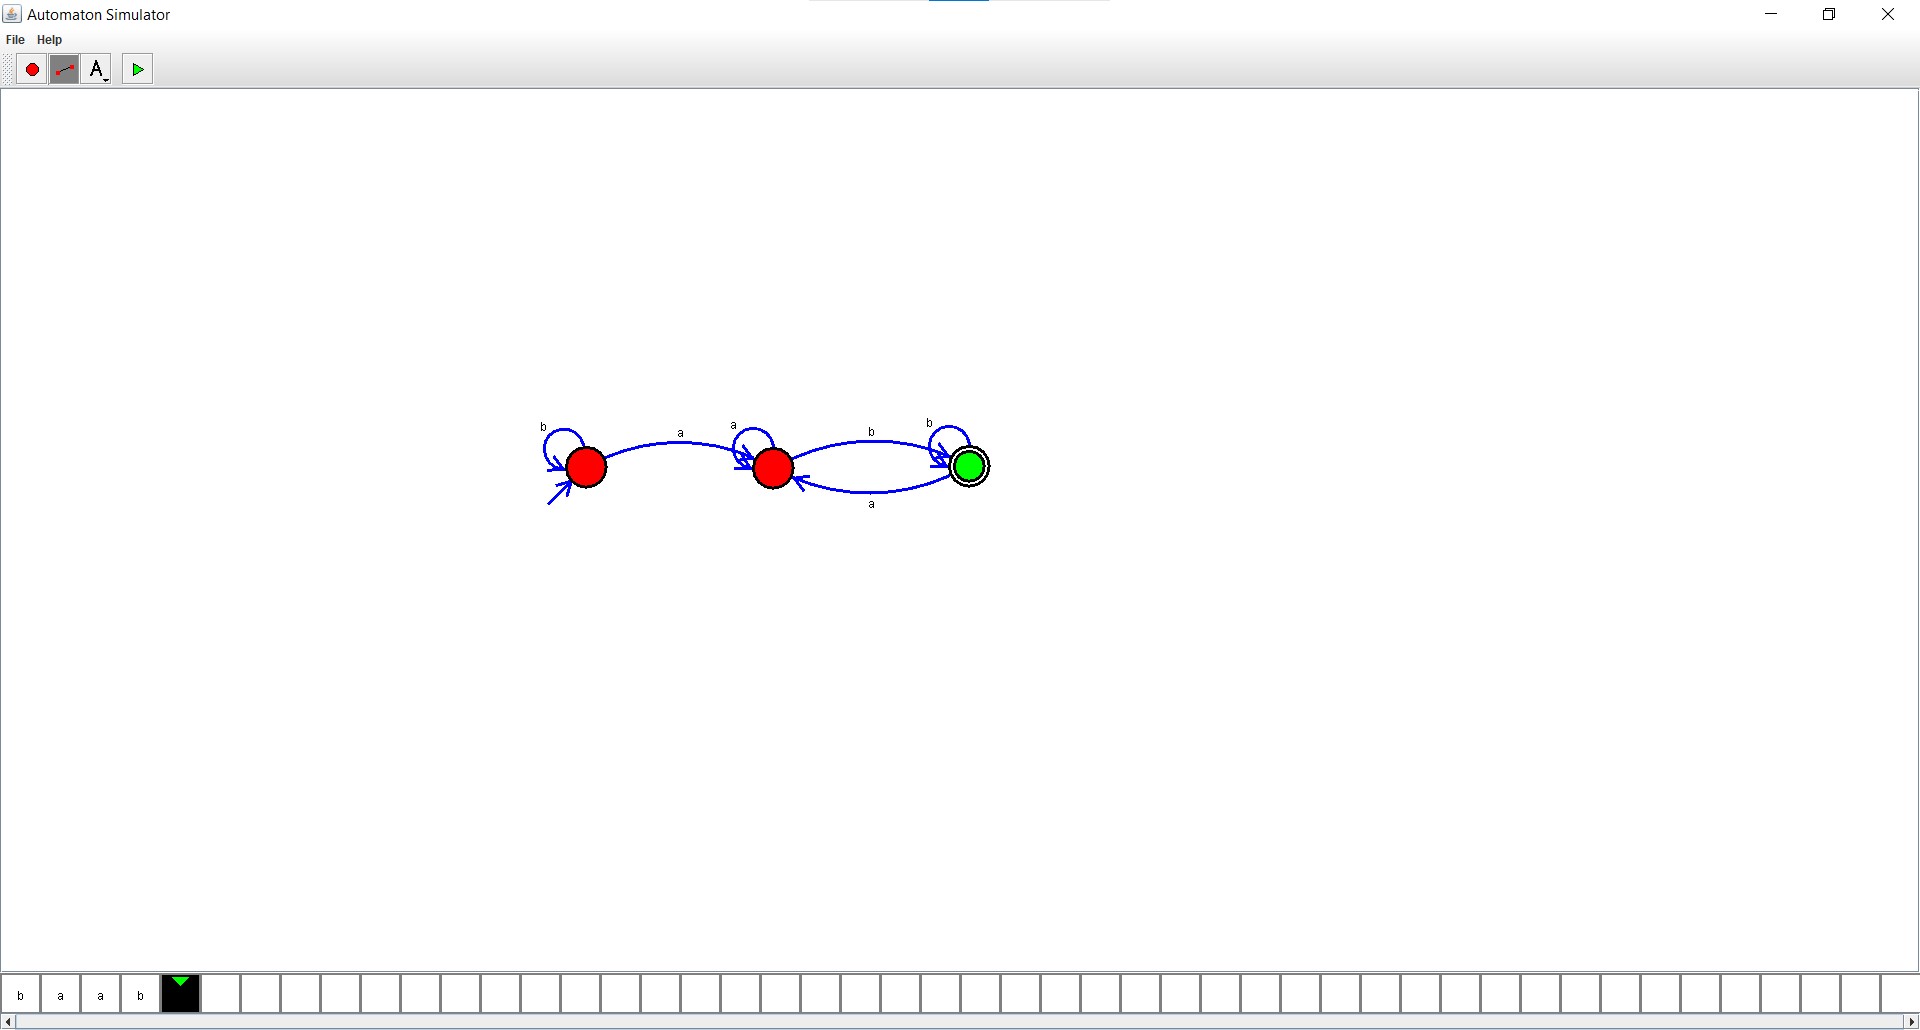 Automaton Simulator
File Help
A
b a a b b
a
b a a b